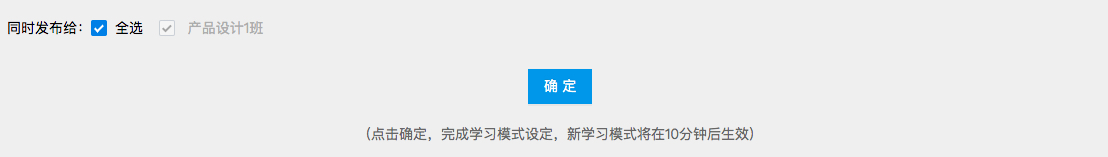 同时发布给： 全选 产品设计1班
确 定
（点击确定，完成学习模式设定，新学习模式将在10分钟后生效）